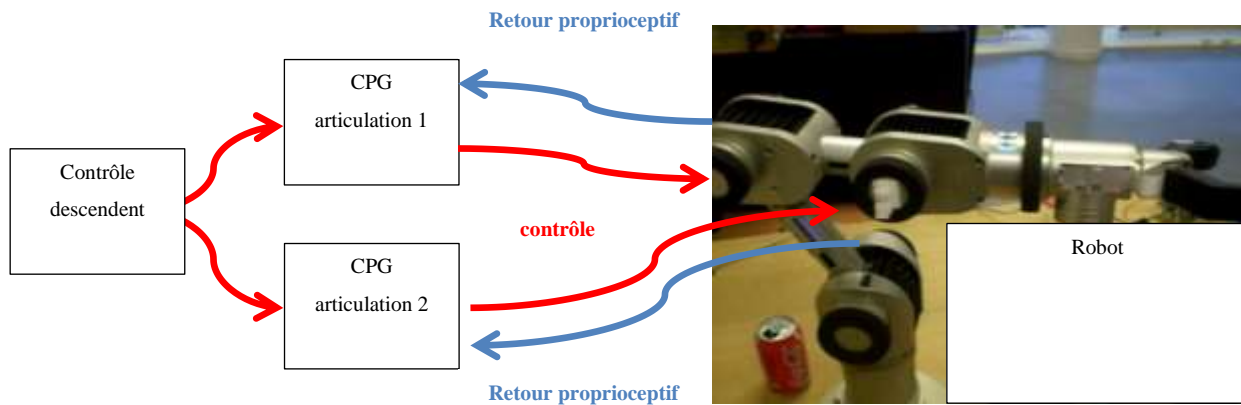 Retour proprioceptif
CPG
articulation 1
Contrôle
descendent
contrôle
CPG
articulation 2
Robot
Retour proprioceptif